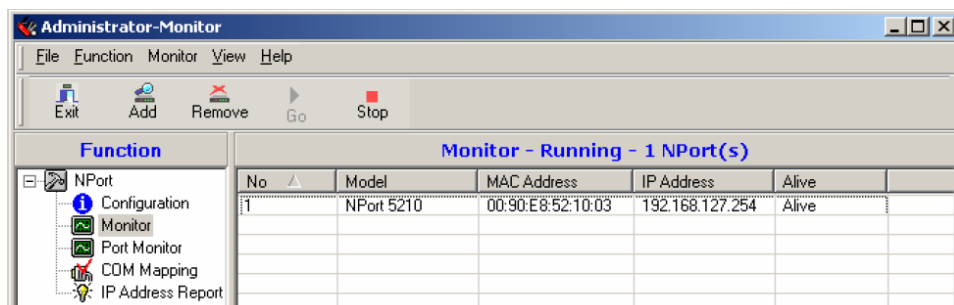 Administrator-Monitor
File Function Monitor View Help
Exit Add Remove Go Stop
Function
Monitor - Running - 1 NPort(s)
NPort
Configuration
Monitor
Port Monitor
COM Mapping
IP Address Report
No Model MAC Address IP Address Alive
1 NPort 5210 00:90:E8:52:10:03 192.168.127.254 Alive